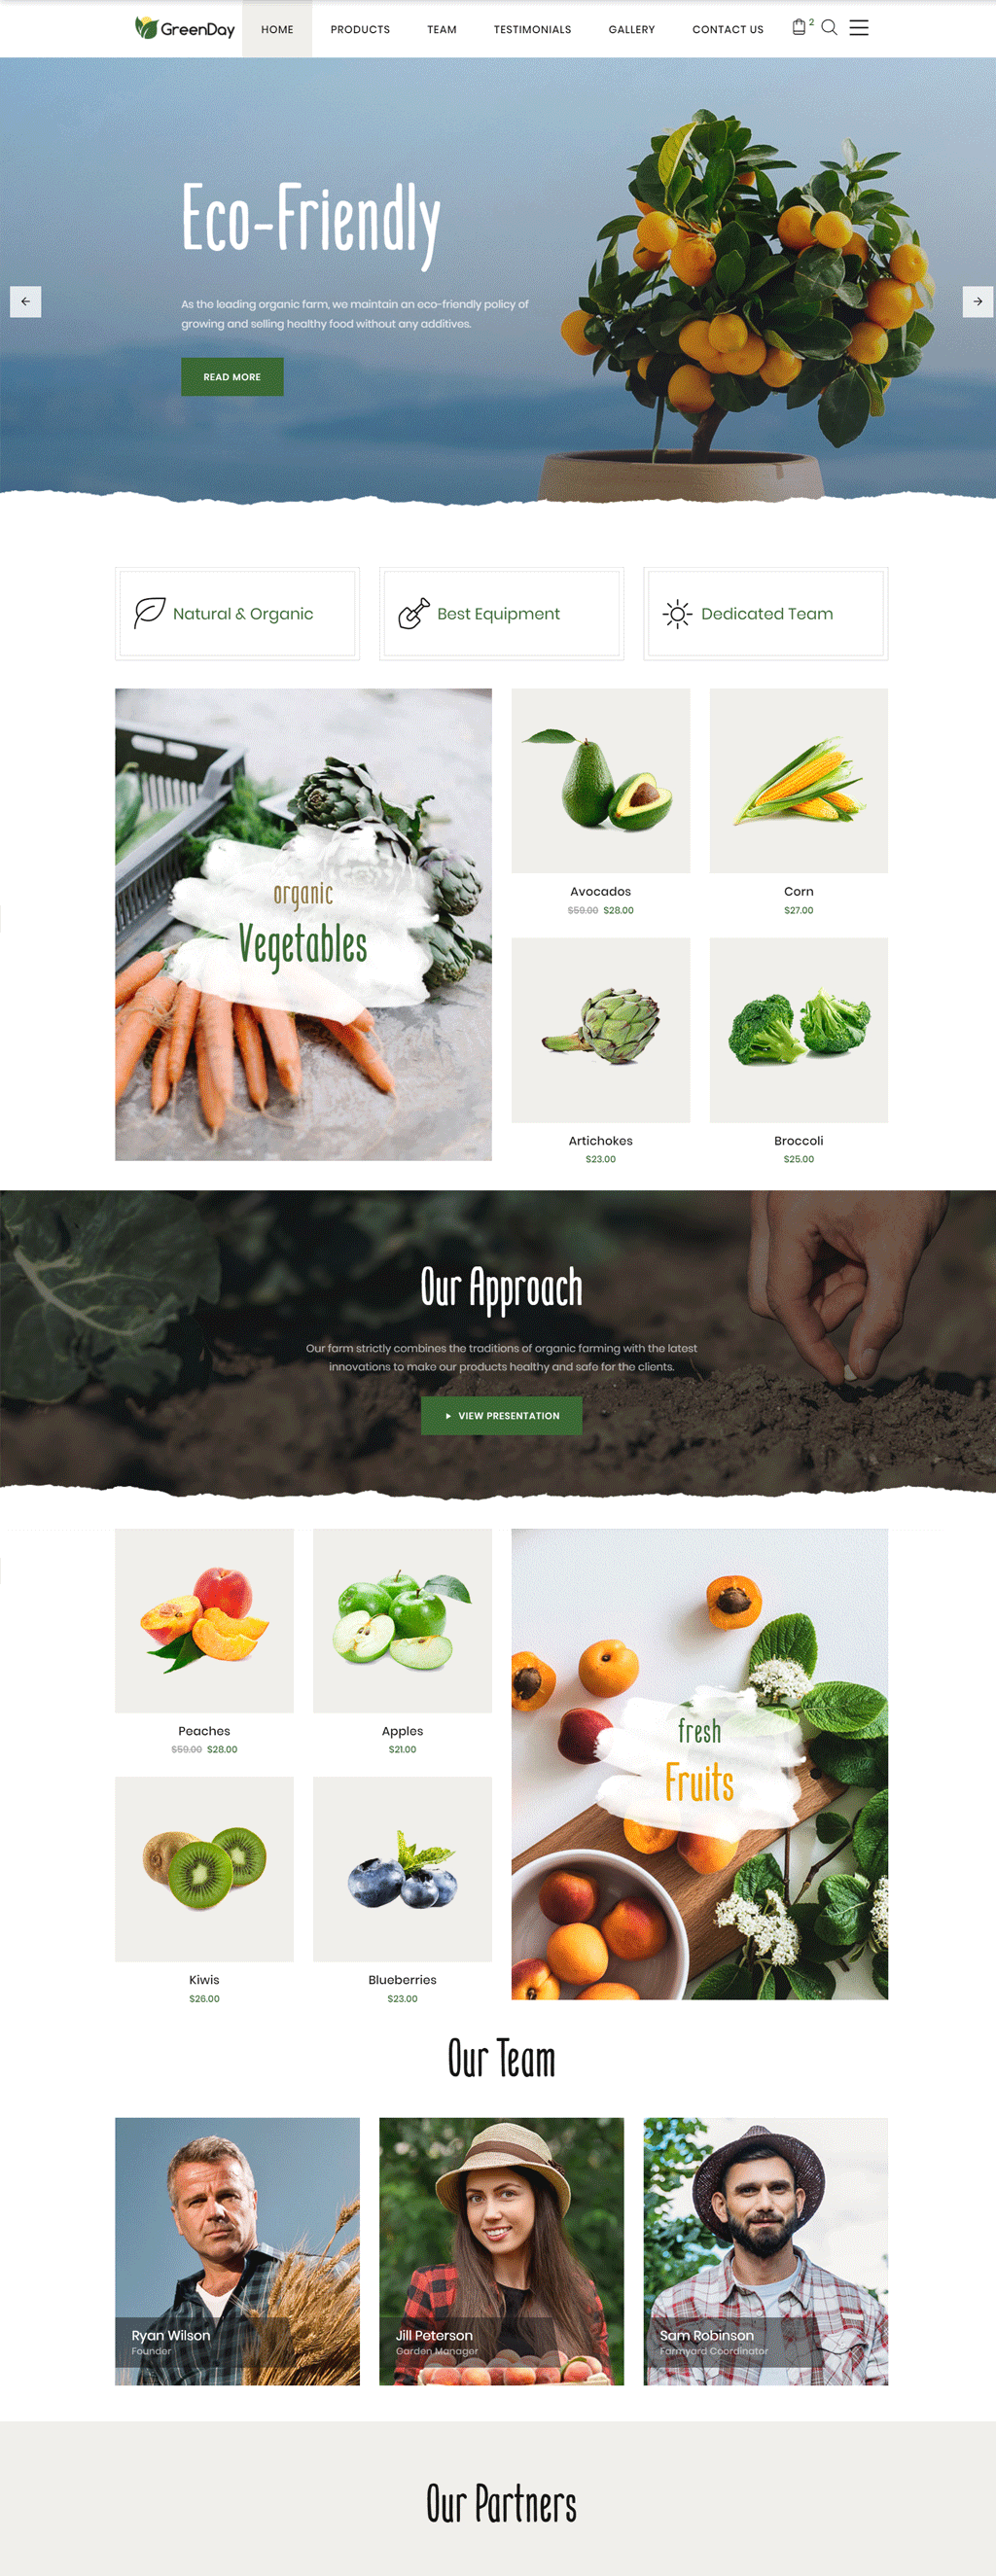 GreenDay
HOME
PRODUCTS
TEAM
TESTIMONIALS
GALLERY
CONTACT US
2
Eco-Friendly
As the leading organic farm, we maintain an eco-friendly policy of
growing and selling healthy food without any additives.
READ MORE
Natural & Organic
Best Equipment
Dedicated Team
organic
Vegetables
Avocados
$59.00 $28.00
Corn
$27.00
Artichokes
$23.00
Broccoli
$25.00
Our Approach
Our farm strictly combines the traditions of organic farming with the latest
innovations to make our products healthy and safe for the clients.
VIEW PRESENTATION
Peaches
$59.00 $28.00
Apples
$21.00
Kiwis
$26.00
Blueberries
$23.00
fresh
Fruits
Our Team
Ryan Wilson
Founder
Jill Peterson
Garden Manager
Sam Robinson
Farmyard Coordinator
Our Partners